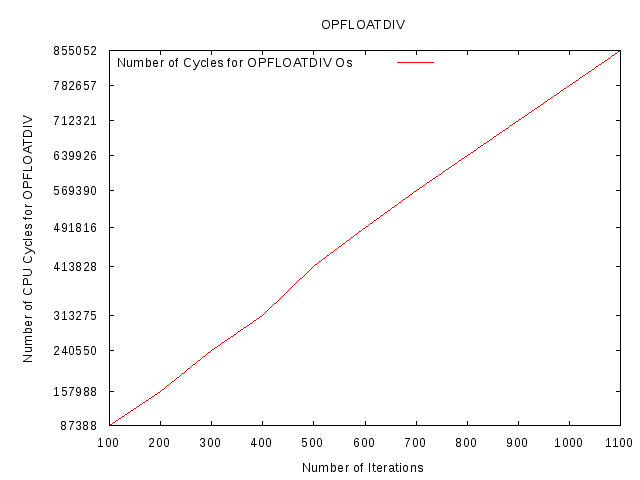 OPFLOATDIV
Number of Cycles for OPFLOATDIV Os
Number of CPU Cycles for OPFLOATDIV
855052
782657
712321
639926
569390
491816
413828
313275
240550
157988
87388
100 200 300 400 500 600 700 800 900 1000 1100
Number of Iterations